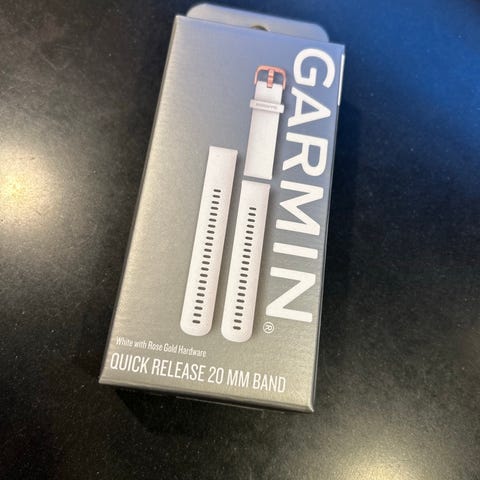 GARMIN®
White with Rose Gold Hardware
QUICK RELEASE 20 MM BAND